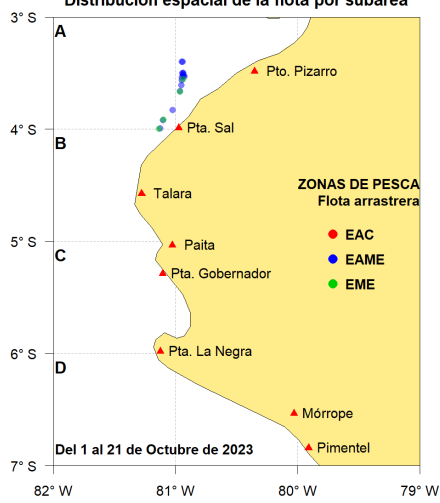 Distribución espacial de la flota por subárea
3° S
A
Pto. Pizarro
4° S
Pta. Sal
B
ZONAS DE PESCA
Talara
Flota arrastrera
EAC
5° S
Paita
C
EAME
Pta. Gobernador
EME
6° S
Pta. La Negra
D
Mórrope
Del 1 al 21 de Octubre de 2023
Pimentel
7° S
82° W
81° W
80° W
79° W